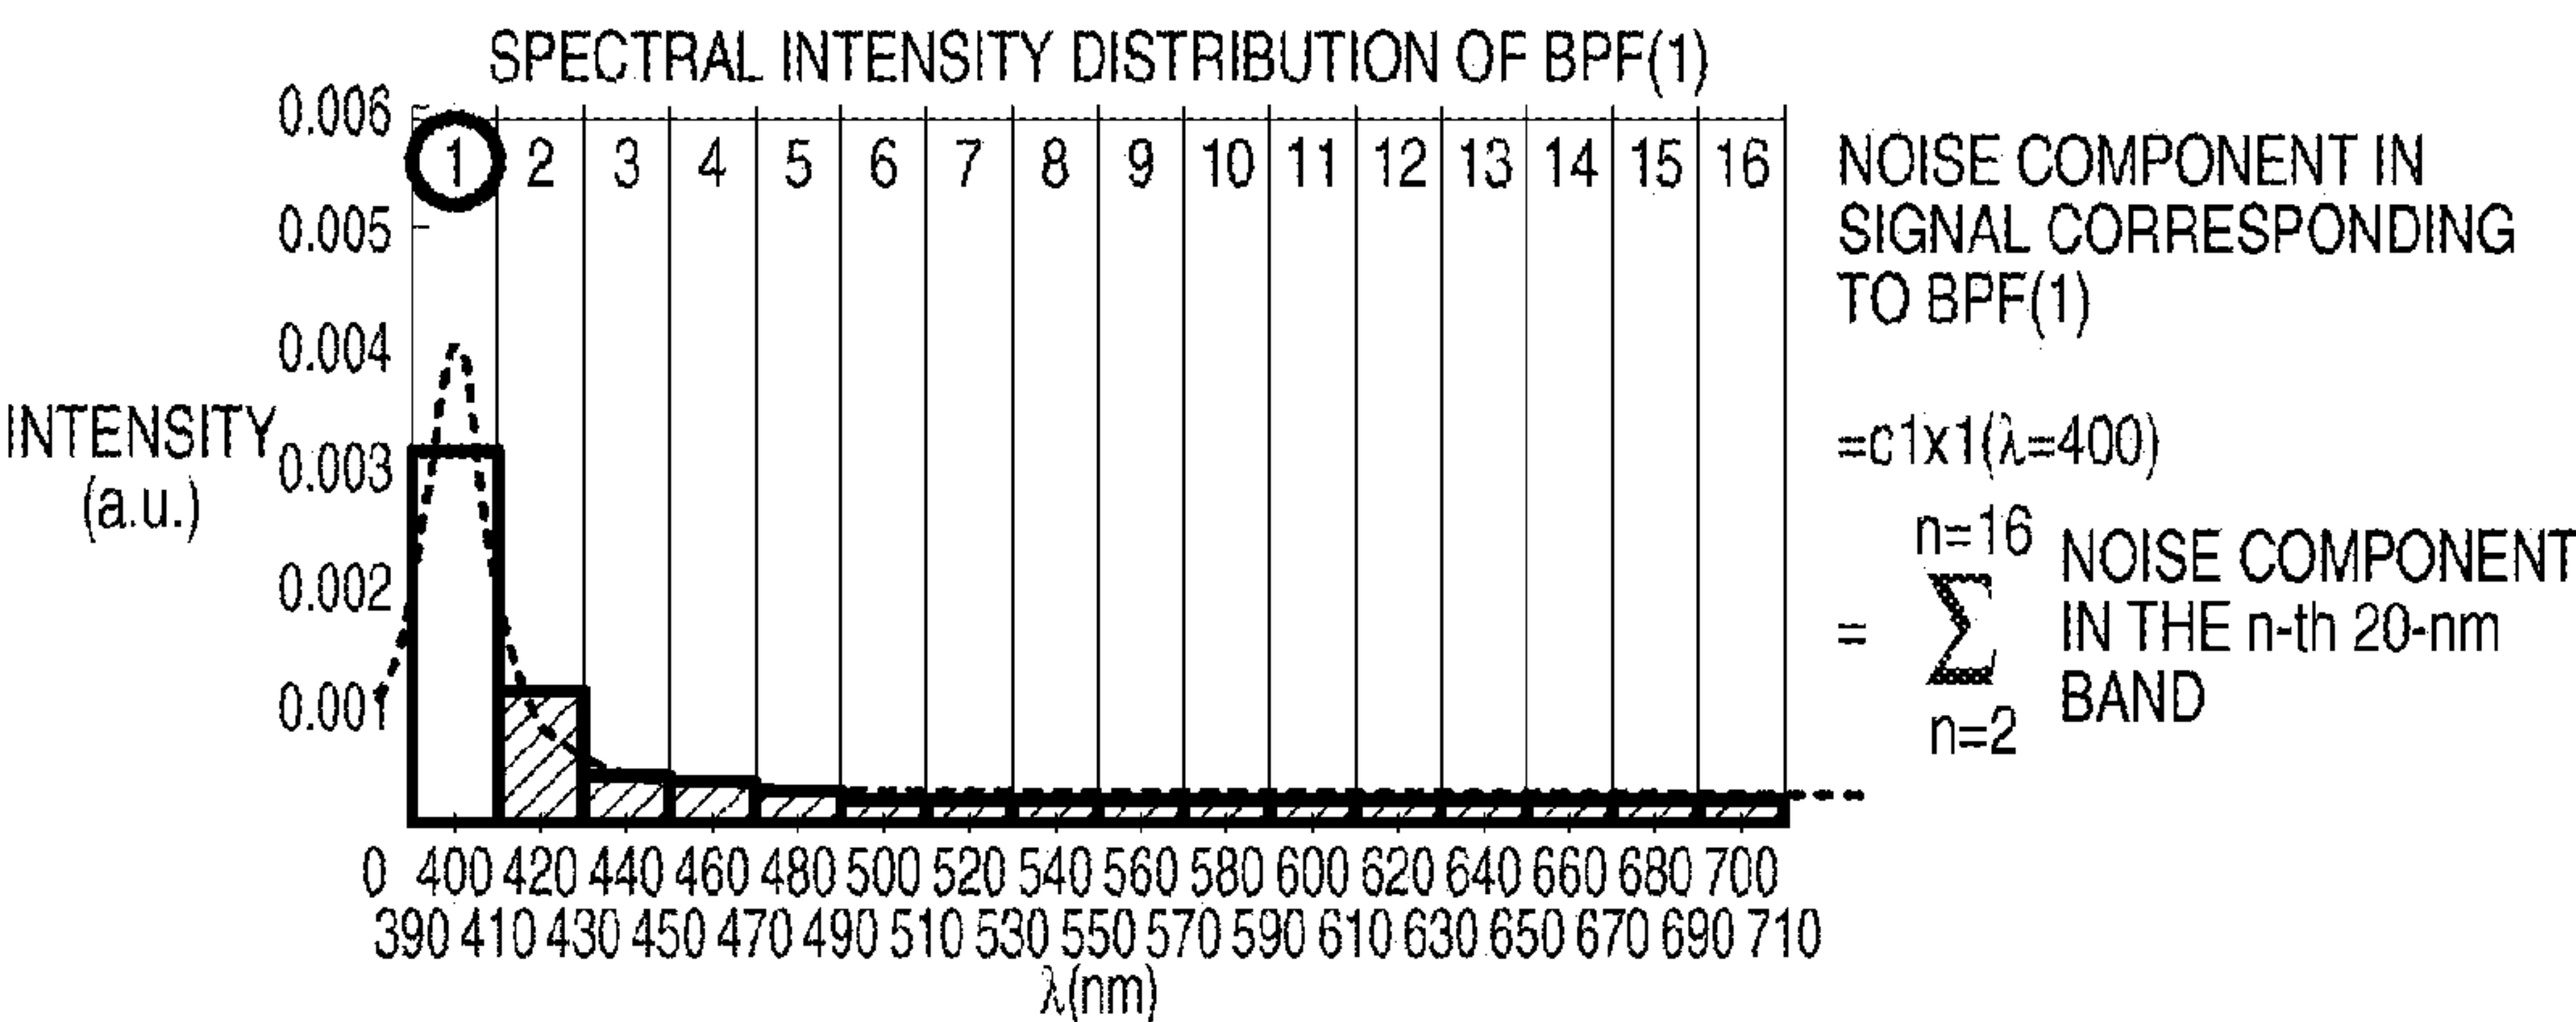 SPECTRAL INTENSITY DISTRIBUTION OF BPF(1)
0.006
0.005
0.004
0.003
0.002
0.001
INTENSITY
(a.u.)
1 2 3 4 5 6 7 8 9 10 11 12 13 14 15 16
0 400 420 440 460 480 500 520 540 560 580 600 620 640 660 680 700
390 410 430 450 470 490 510 530 550 570 590 610 630 650 670 690 710
λ(nm)
NOISE COMPONENT IN
SIGNAL CORRESPONDING
TO BPF(1)
=c1x1(λ=400)
n=16
= Σ NOISE COMPONENT
IN THE n-th 20-nm
BAND
n=2